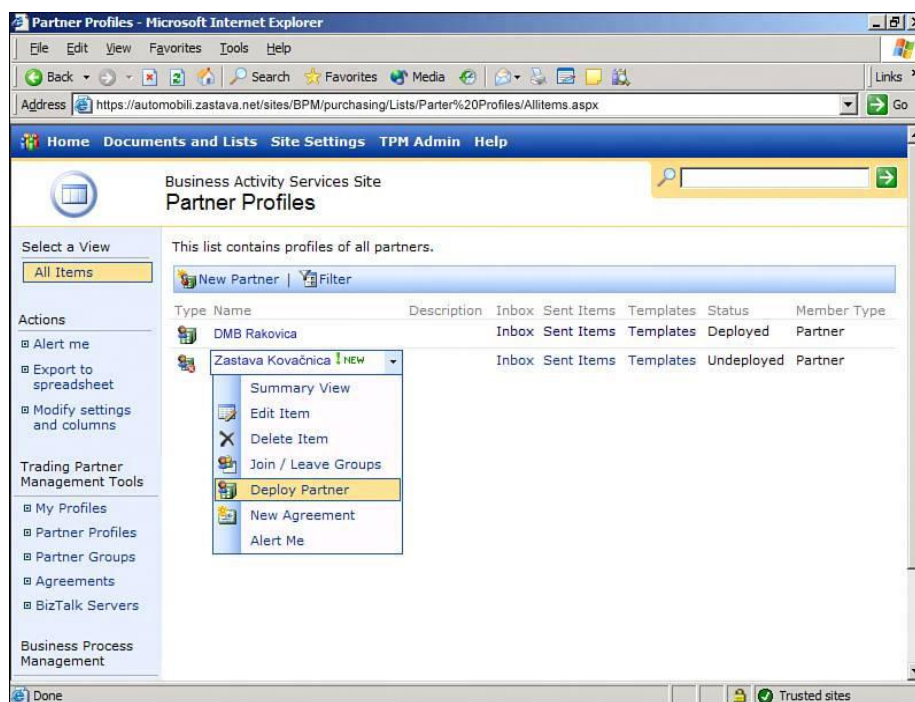 Partner Profiles - Microsoft Internet Explorer
File Edit View Favorites Tools Help
Back Search Favorites Media Links
Address https://automobili.zastava.net/sites/BPM/purchasing/Lists/Parter%20Profiles/Allitems.aspx Go
Home Documents and Lists Site Settings TPM Admin Help
Business Activity Services Site
Partner Profiles
Select a View
All Items
Actions
Alert me
Export to
spreadsheet
Modify settings
and columns
Trading Partner
Management Tools
My Profiles
Partner Profiles
Partner Groups
Agreements
BizTalk Servers
Business Process
Management
This list contains profiles of all partners.
New Partner | Filter
Type Name Description Inbox Sent Items Templates Status Member Type
DMB Rakovica Inbox Sent Items Templates Deployed Partner
Zastava Kovačnica ! NEW Inbox Sent Items Templates Undeployed Partner
Summary View
Edit Item
Delete Item
Join / Leave Groups
Deploy Partner
New Agreement
Alert Me
Done Trusted sites